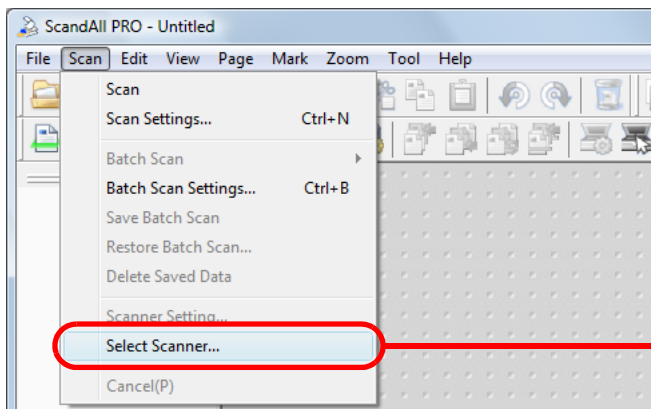 ScandAll PRO - Untitled
File Scan Edit View Page Mark Zoom Tool Help
Scan
Scan Settings... Ctrl+N
Batch Scan
Batch Scan Settings... Ctrl+B
Save Batch Scan
Restore Batch Scan...
Delete Saved Data
Scanner Setting...
Select Scanner...
Cancel(P)